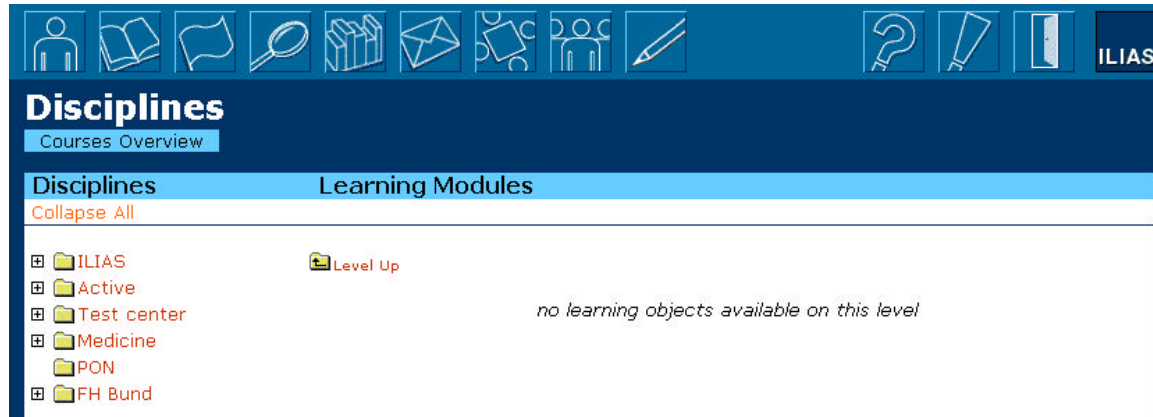 ILIAS
Disciplines
Courses Overview
Disciplines Learning Modules
Collapse All
ILIAS
Level Up
Active
Test center
no learning objects available on this level
Medicine
PON
FH Bund